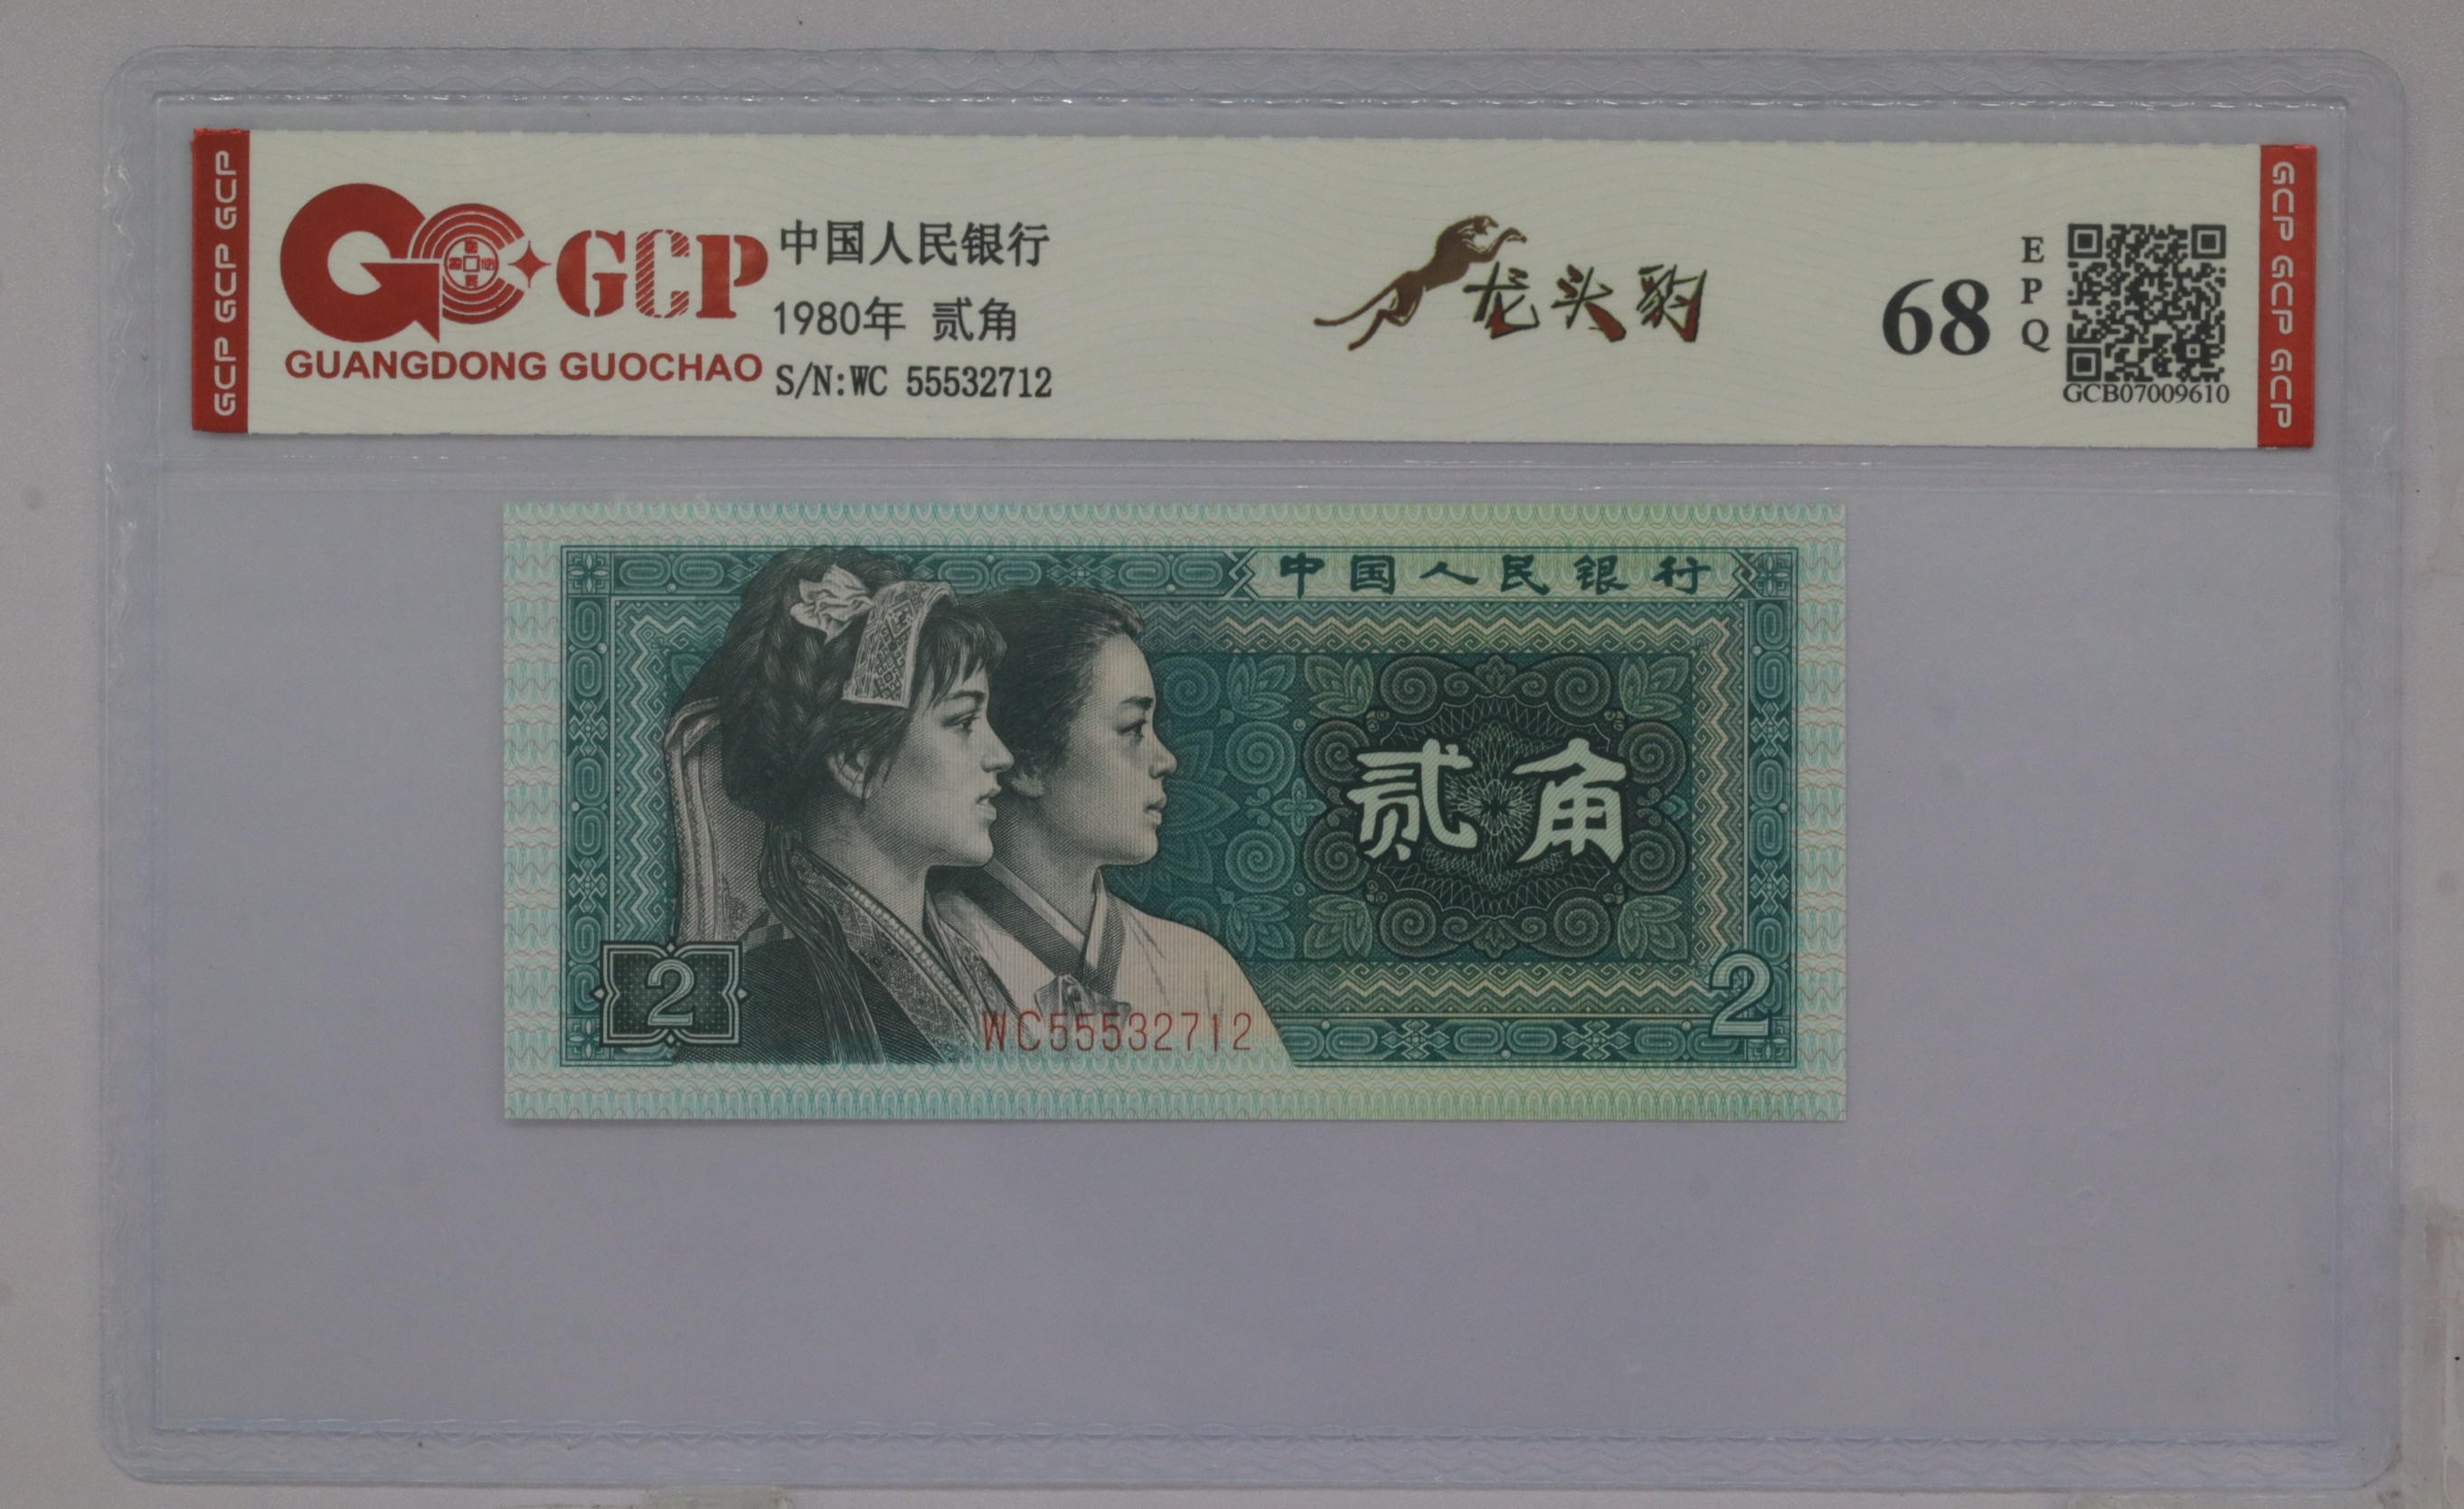 GCP GCP GCP
GCP
GUANGDONG GUOCHAO
中国人民银行
1980年 贰角
S/N:WC 55532712
龙头豹
68
EPQ
GCB07009610
GCP GCP GCP
中国人民银行
贰角
2
WC55532712
2